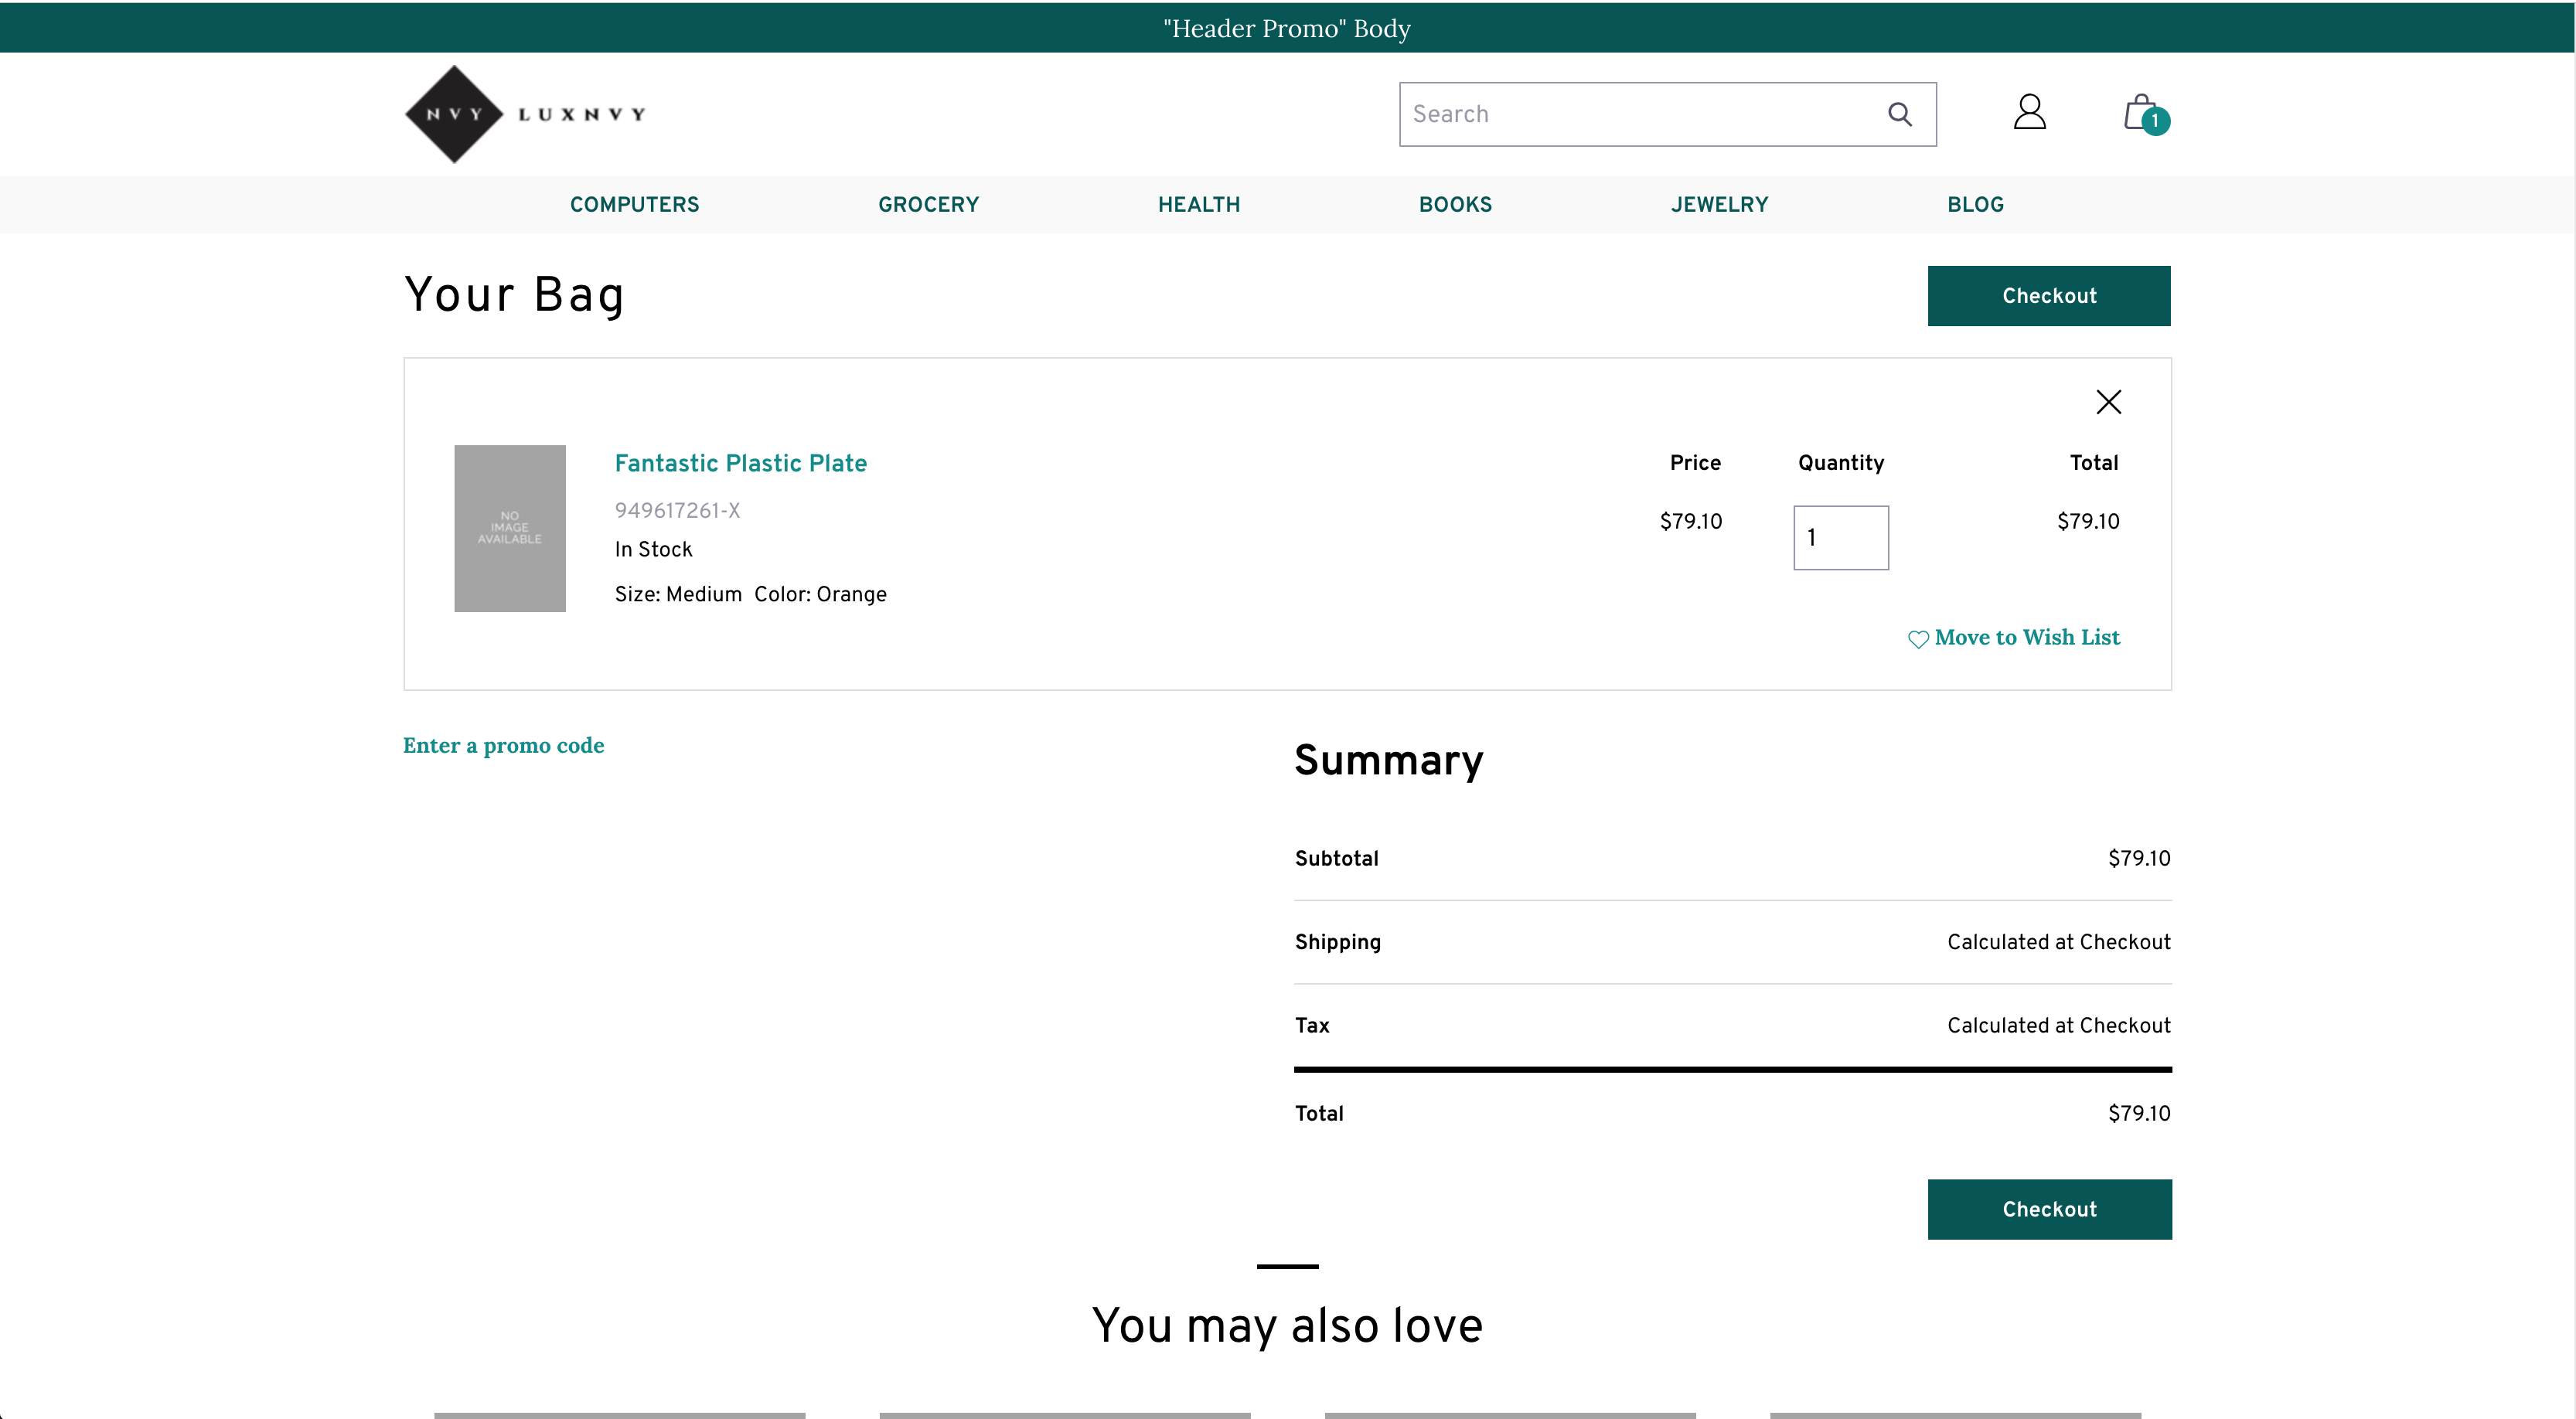 "Header Promo" Body
NVY LUXNVY
Search
1
COMPUTERS GROCERY HEALTH BOOKS JEWELRY BLOG
Your Bag
Checkout
NO
IMAGE
AVAILABLE
Fantastic Plastic Plate
949617261-X
In Stock
Size: Medium Color: Orange
Price Quantity Total
$79.10 1 $79.10
Move to Wish List
Enter a promo code
Summary
Subtotal $79.10
Shipping Calculated at Checkout
Tax Calculated at Checkout
Total $79.10
Checkout
You may also love